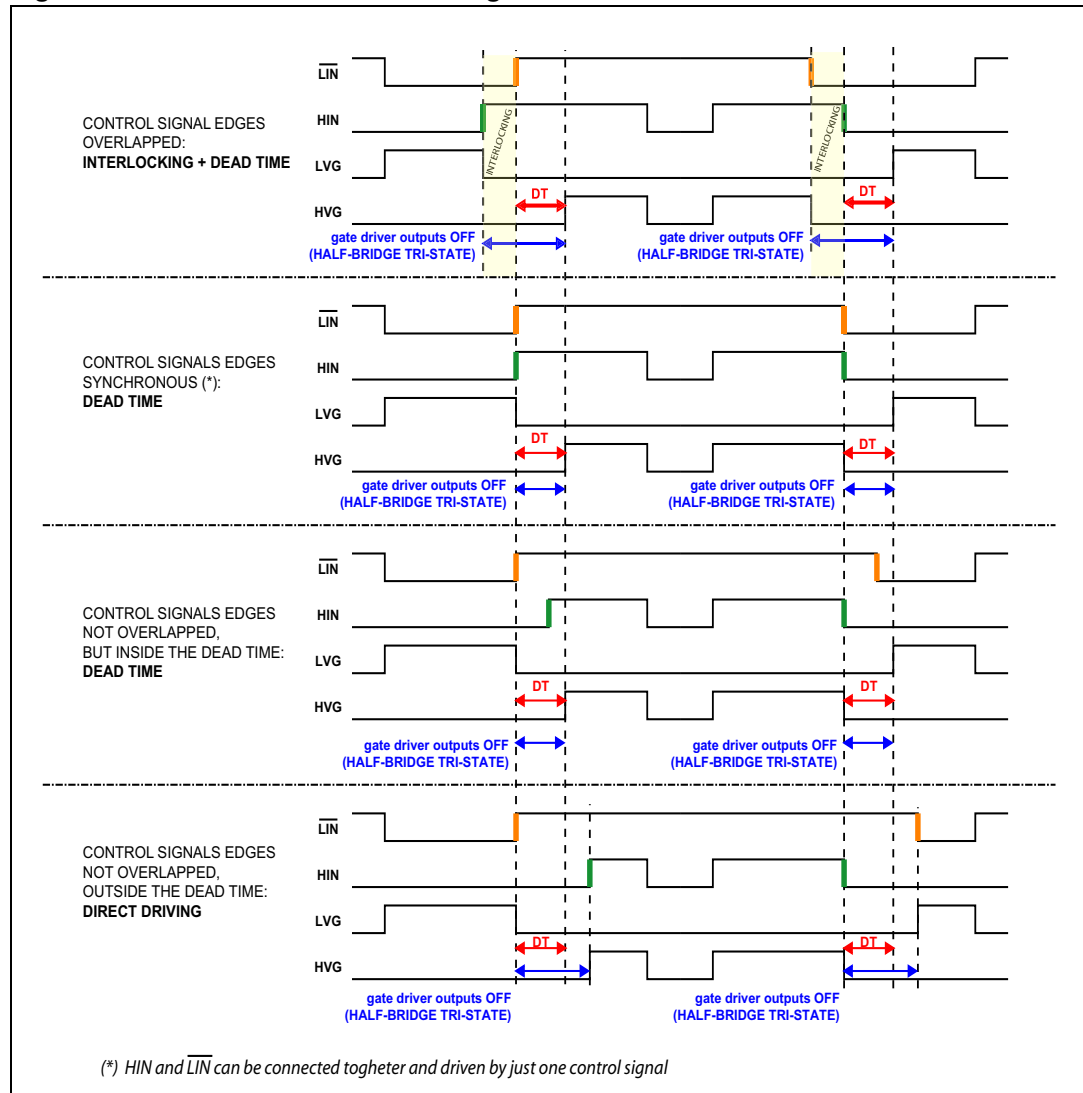 L̅I̅N̅
HIN
CONTROL SIGNAL EDGES
OVERLAPPED:
INTERLOCKING + DEAD TIME
INTERLOCKING
INTERLOCKING
LVG
DT
DT
HVG
gate driver outputs OFF
(HALF-BRIDGE TRI-STATE)
gate driver outputs OFF
(HALF-BRIDGE TRI-STATE)
L̅I̅N̅
CONTROL SIGNALS EDGES
SYNCHRONOUS (*):
DEAD TIME
HIN
LVG
DT
DT
HVG
gate driver outputs OFF
(HALF-BRIDGE TRI-STATE)
gate driver outputs OFF
(HALF-BRIDGE TRI-STATE)
L̅I̅N̅
CONTROL SIGNALS EDGES
NOT OVERLAPPED,
BUT INSIDE THE DEAD TIME:
DEAD TIME
HIN
LVG
DT
DT
HVG
gate driver outputs OFF
(HALF-BRIDGE TRI-STATE)
gate driver outputs OFF
(HALF-BRIDGE TRI-STATE)
L̅I̅N̅
CONTROL SIGNALS EDGES
NOT OVERLAPPED,
OUTSIDE THE DEAD TIME:
DIRECT DRIVING
HIN
LVG
DT
DT
HVG
gate driver outputs OFF
(HALF-BRIDGE TRI-STATE)
gate driver outputs OFF
(HALF-BRIDGE TRI-STATE)
(*) HIN and L̅I̅N̅ can be connected togheter and driven by just one control signal